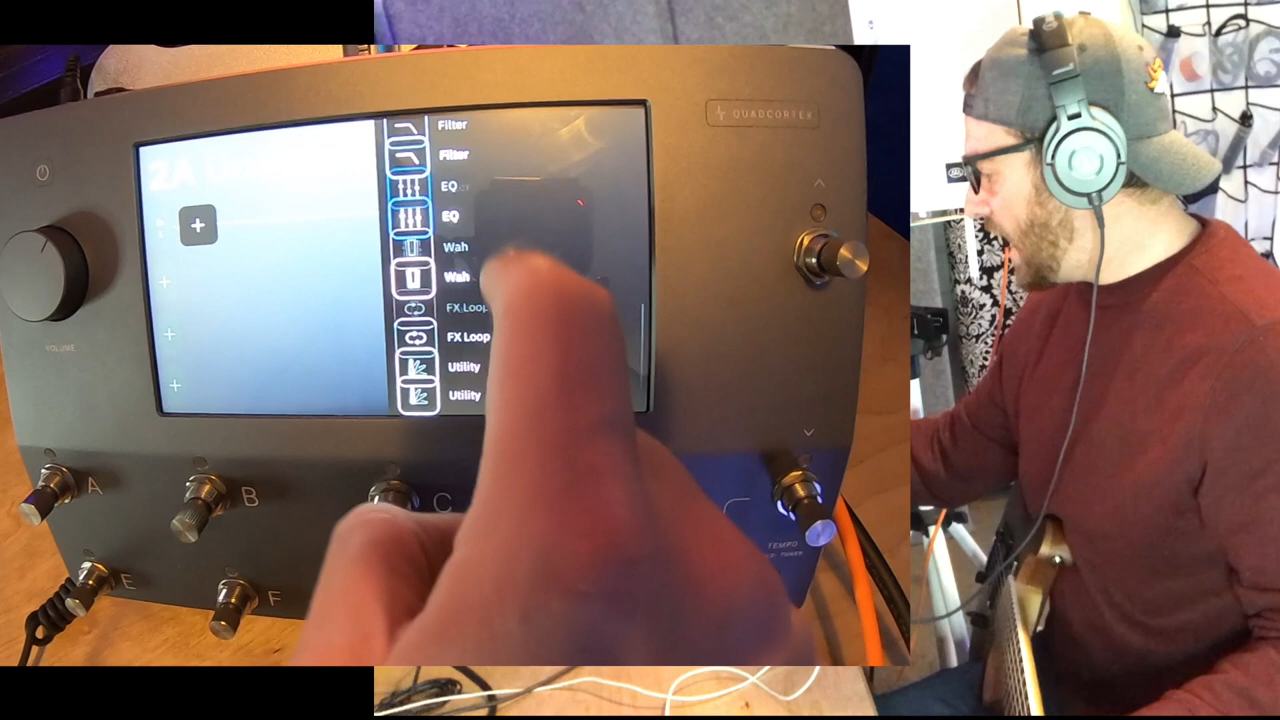 QUADCORTEX
2A
Filter
Filter
EQ
EQ
Wah
Wah
FX Loop
FX Loop
Utility
Utility
VOLUME
A
B
C
TEMPO
E
F